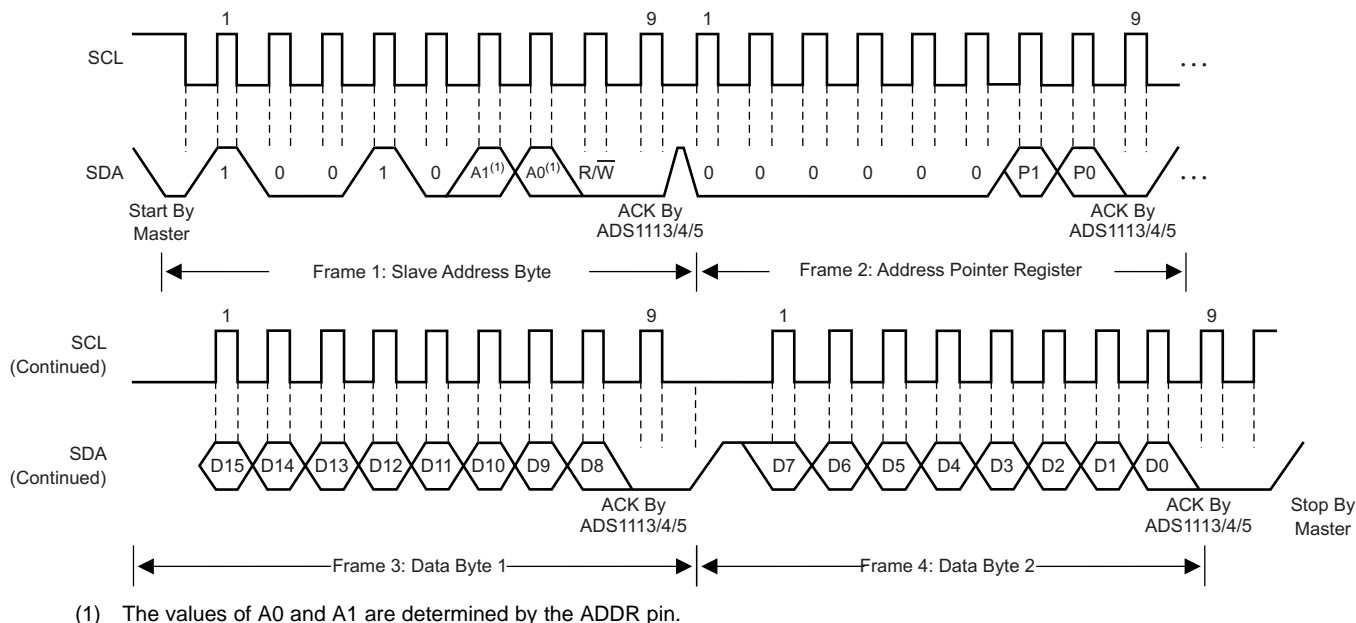 1 9 1 9
SCL ...
SDA 1 0 0 1 0 A1(1) A0(1) R/W̅ 0 0 0 0 0 0 P1 P0 ...
Start By
Master
ACK By
ADS1113/4/5
ACK By
ADS1113/4/5
Frame 1: Slave Address Byte
Frame 2: Address Pointer Register
1 9 1 9
SCL
(Continued)
SDA
(Continued)
D15 D14 D13 D12 D11 D10 D9 D8 D7 D6 D5 D4 D3 D2 D1 D0
ACK By
ADS1113/4/5
ACK By
ADS1113/4/5
Stop By
Master
Frame 3: Data Byte 1
Frame 4: Data Byte 2
(1) The values of A0 and A1 are determined by the ADDR pin.